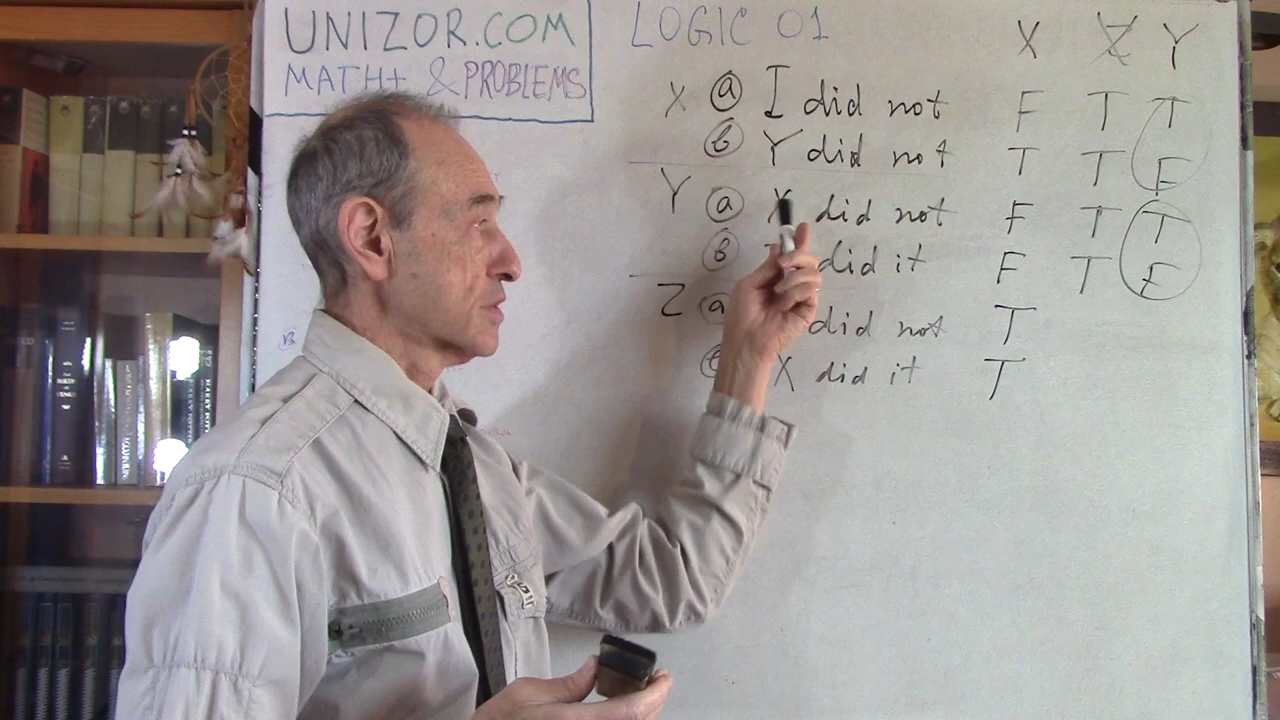 UNIZOR.COM
MATH+ & PROBLEMS
LOGIC 01
X Z Y
X a I did not F T T
b Y did not T T F
Y a did not F T T
b did it F T F
Z a did not T
X did it T